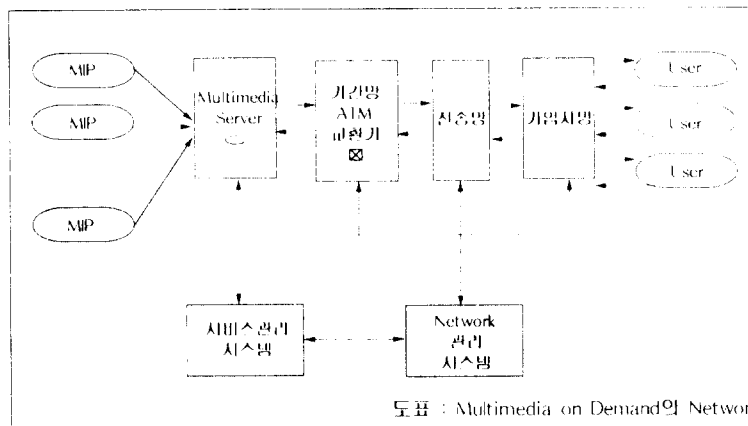 MIP
MIP
MIP
Multimedia
Server
기간망
ATM
교환기
전송망
가입자망
User
User
User
서비스관리
시스템
Network
관리
시스템
도표 : Multimedia on Demand의 Networ